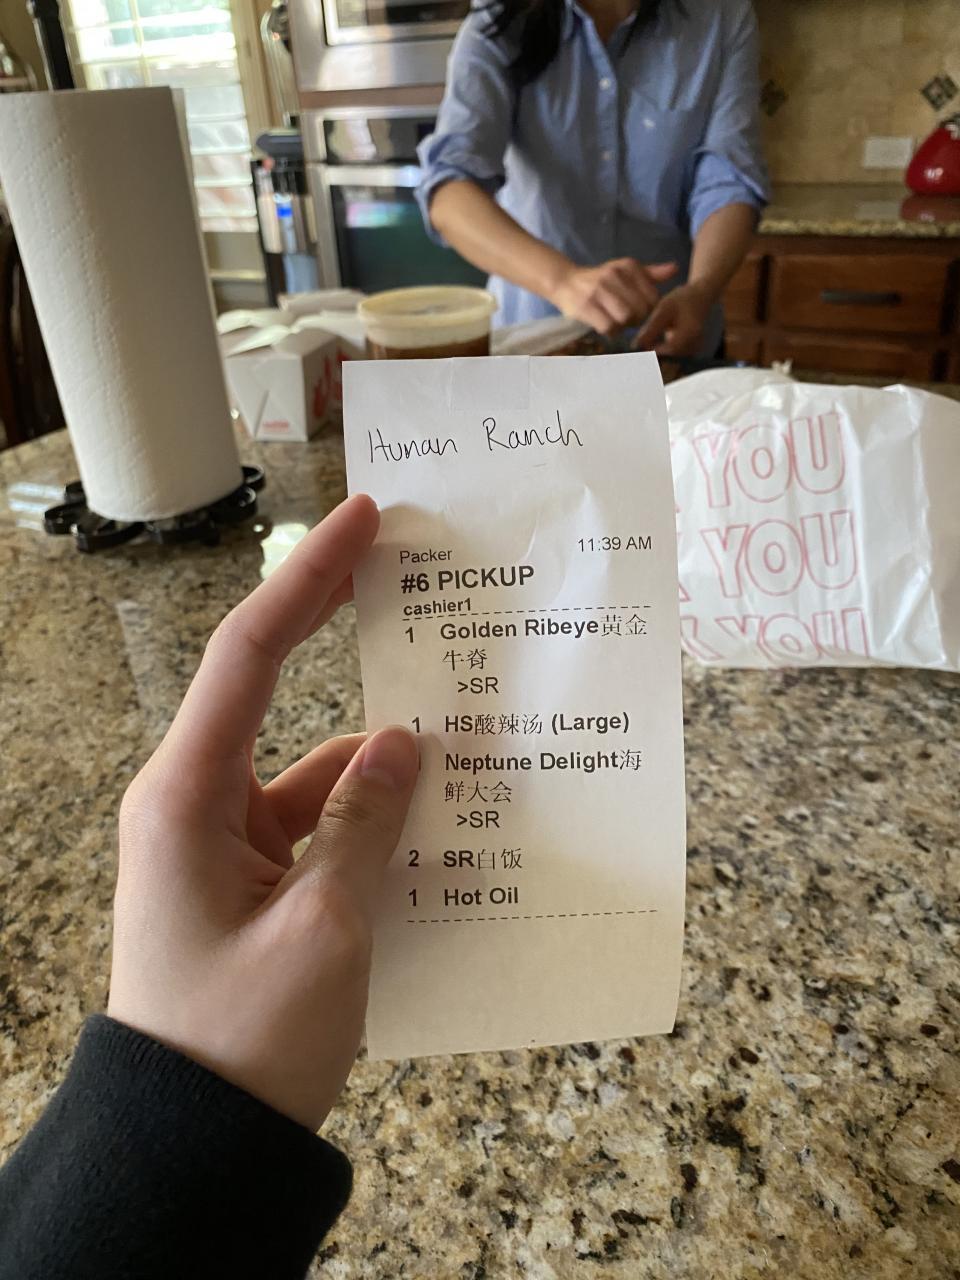 Hunan Ranch
Packer 11:39 AM
#6 PICKUP
cashier1
1 Golden Ribeye黄金
牛脊
>SR
1 HS酸辣汤 (Large)
Neptune Delight海
鲜大会
>SR
2 SR白饭
1 Hot Oil
YOU
YOU
K YOU